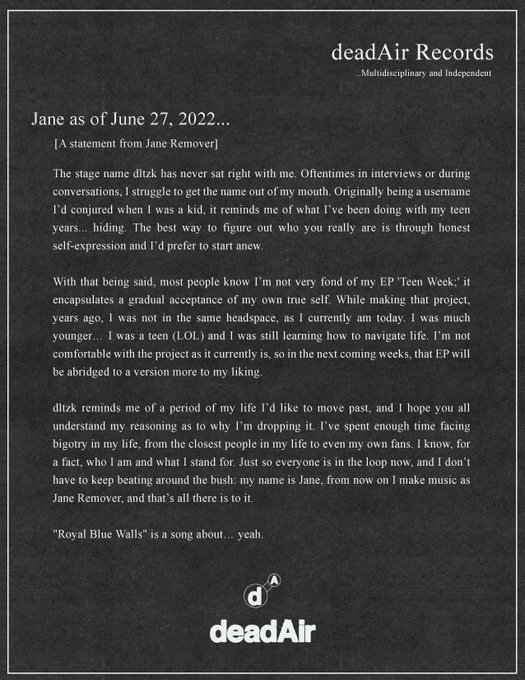 deadAir Records
...Multidisciplinary and Independent
Jane as of June 27, 2022...
[A statement from Jane Remover]
The stage name dltzk has never sat right with me. Oftentimes in interviews or during
conversations, I struggle to get the name out of my mouth. Originally being a username
I'd conjured when I was a kid, it reminds me of what I've been doing with my teen
years... hiding. The best way to figure out who you really are is through honest
self-expression and I'd prefer to start anew.
With that being said, most people know I'm not very fond of my EP 'Teen Week;' it
encapsulates a gradual acceptance of my own true self. While making that project,
years ago, I was not in the same headspace, as I currently am today. I was much
younger… I was a teen (LOL) and I was still learning how to navigate life. I'm not
comfortable with the project as it currently is, so in the next coming weeks, that EP will
be abridged to a version more to my liking.
dltzk reminds me of a period of my life I'd like to move past, and I hope you all
understand my reasoning as to why I'm dropping it. I've spent enough time facing
bigotry in my life, from the closest people in my life to even my own fans. I know, for
a fact, who I am and what I stand for. Just so everyone is in the loop now, and I don't
have to keep beating around the bush: my name is Jane, from now on I make music as
Jane Remover, and that's all there is to it.
"Royal Blue Walls" is a song about… yeah.
d A
deadAir